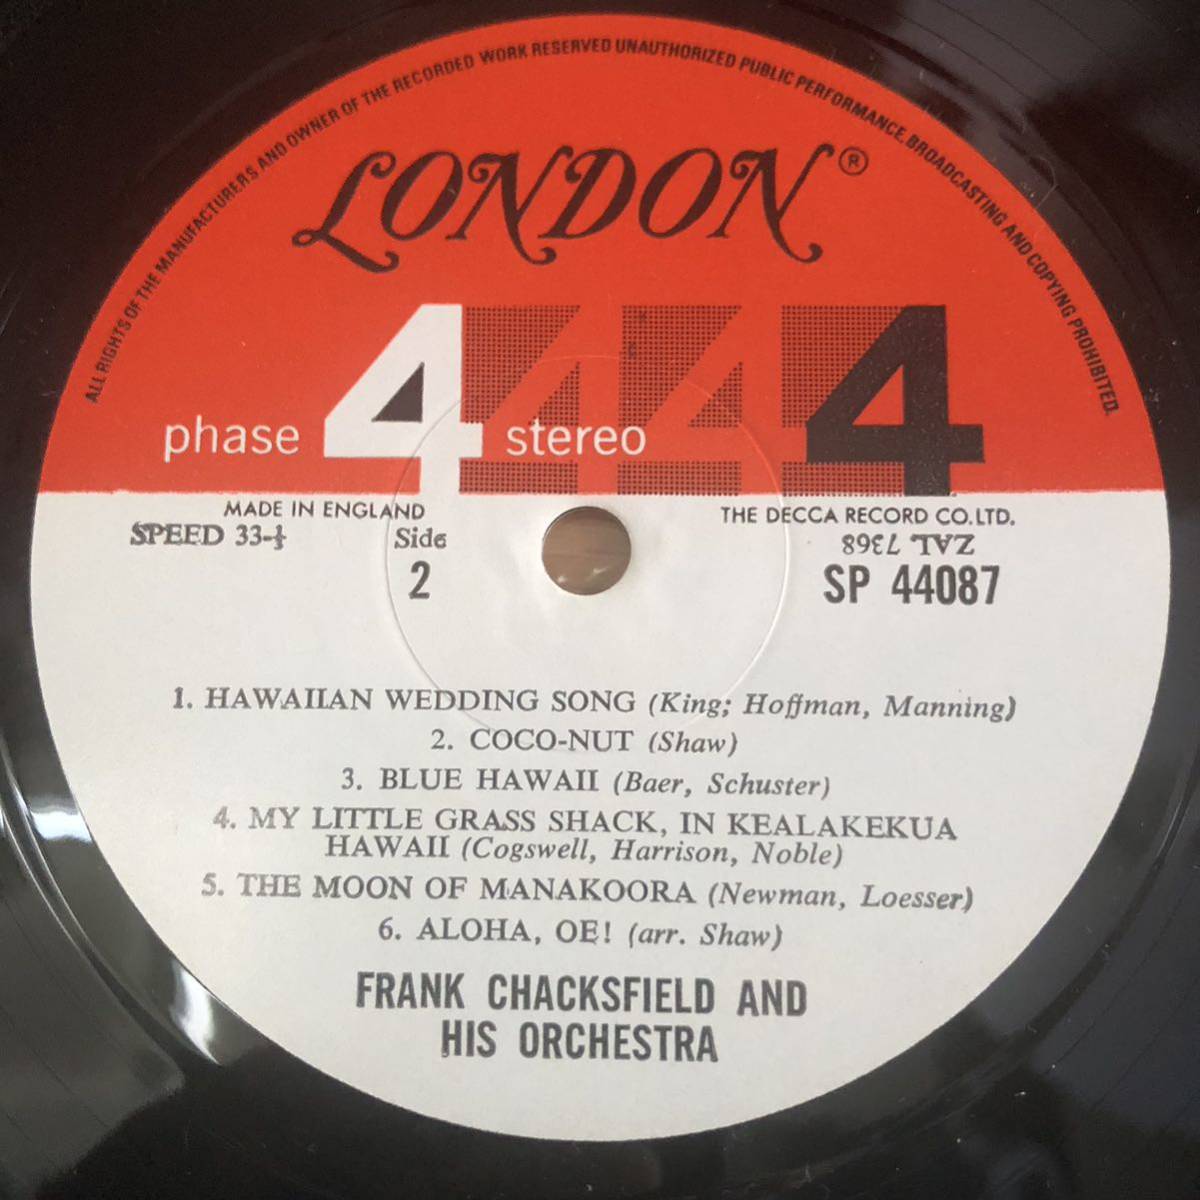 ALL RIGHTS OF THE MANUFACTURERS AND OWNER OF THE RECORDED WORK RESERVED UNAUTHORIZED PUBLIC PERFORMANCE, BROADCASTING AND COPYING PROHIBITED.
LONDON®
phase 4 stereo 4 4 4
MADE IN ENGLAND
THE DECCA RECORD CO.LTD.
SPEED 33-⅓
Side
ZAL 7368
2
SP 44087
1. HAWAIIAN WEDDING SONG (King; Hoffman, Manning)
2. COCO-NUT (Shaw)
3. BLUE HAWAII (Baer, Schuster)
4. MY LITTLE GRASS SHACK, IN KEALAKEKUA
HAWAII (Cogswell, Harrison, Noble)
5. THE MOON OF MANAKOORA (Newman, Loesser)
6. ALOHA, OE! (arr. Shaw)
FRANK CHACKSFIELD AND
HIS ORCHESTRA